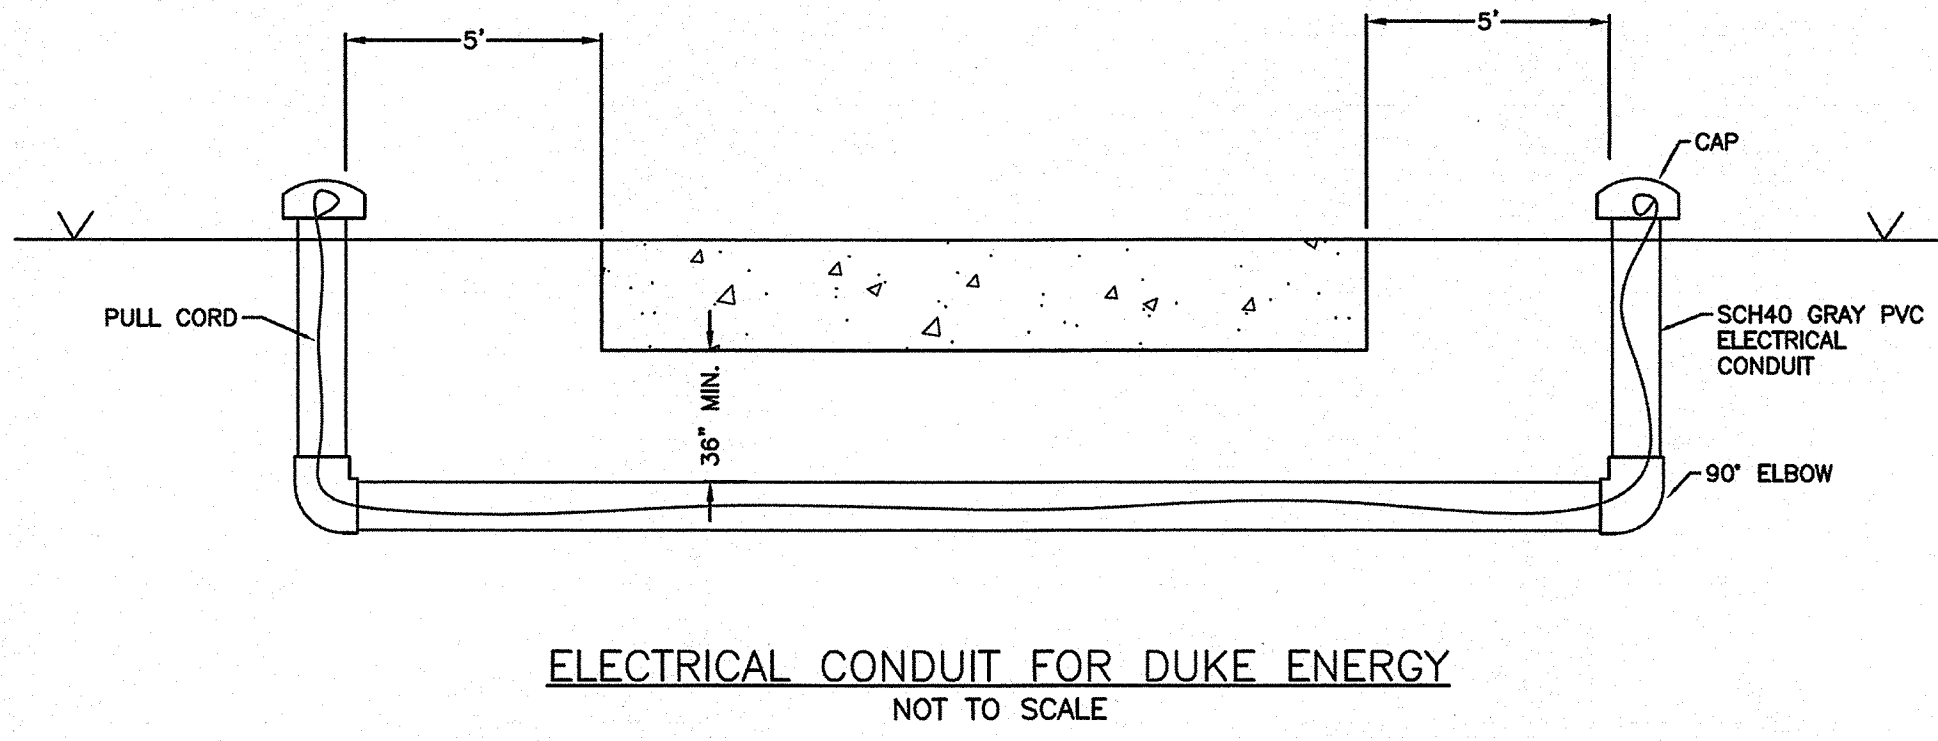 5'
5'
CAP
PULL CORD
SCH40 GRAY PVC
ELECTRICAL
CONDUIT
36" MIN.
90° ELBOW
ELECTRICAL CONDUIT FOR DUKE ENERGY
NOT TO SCALE